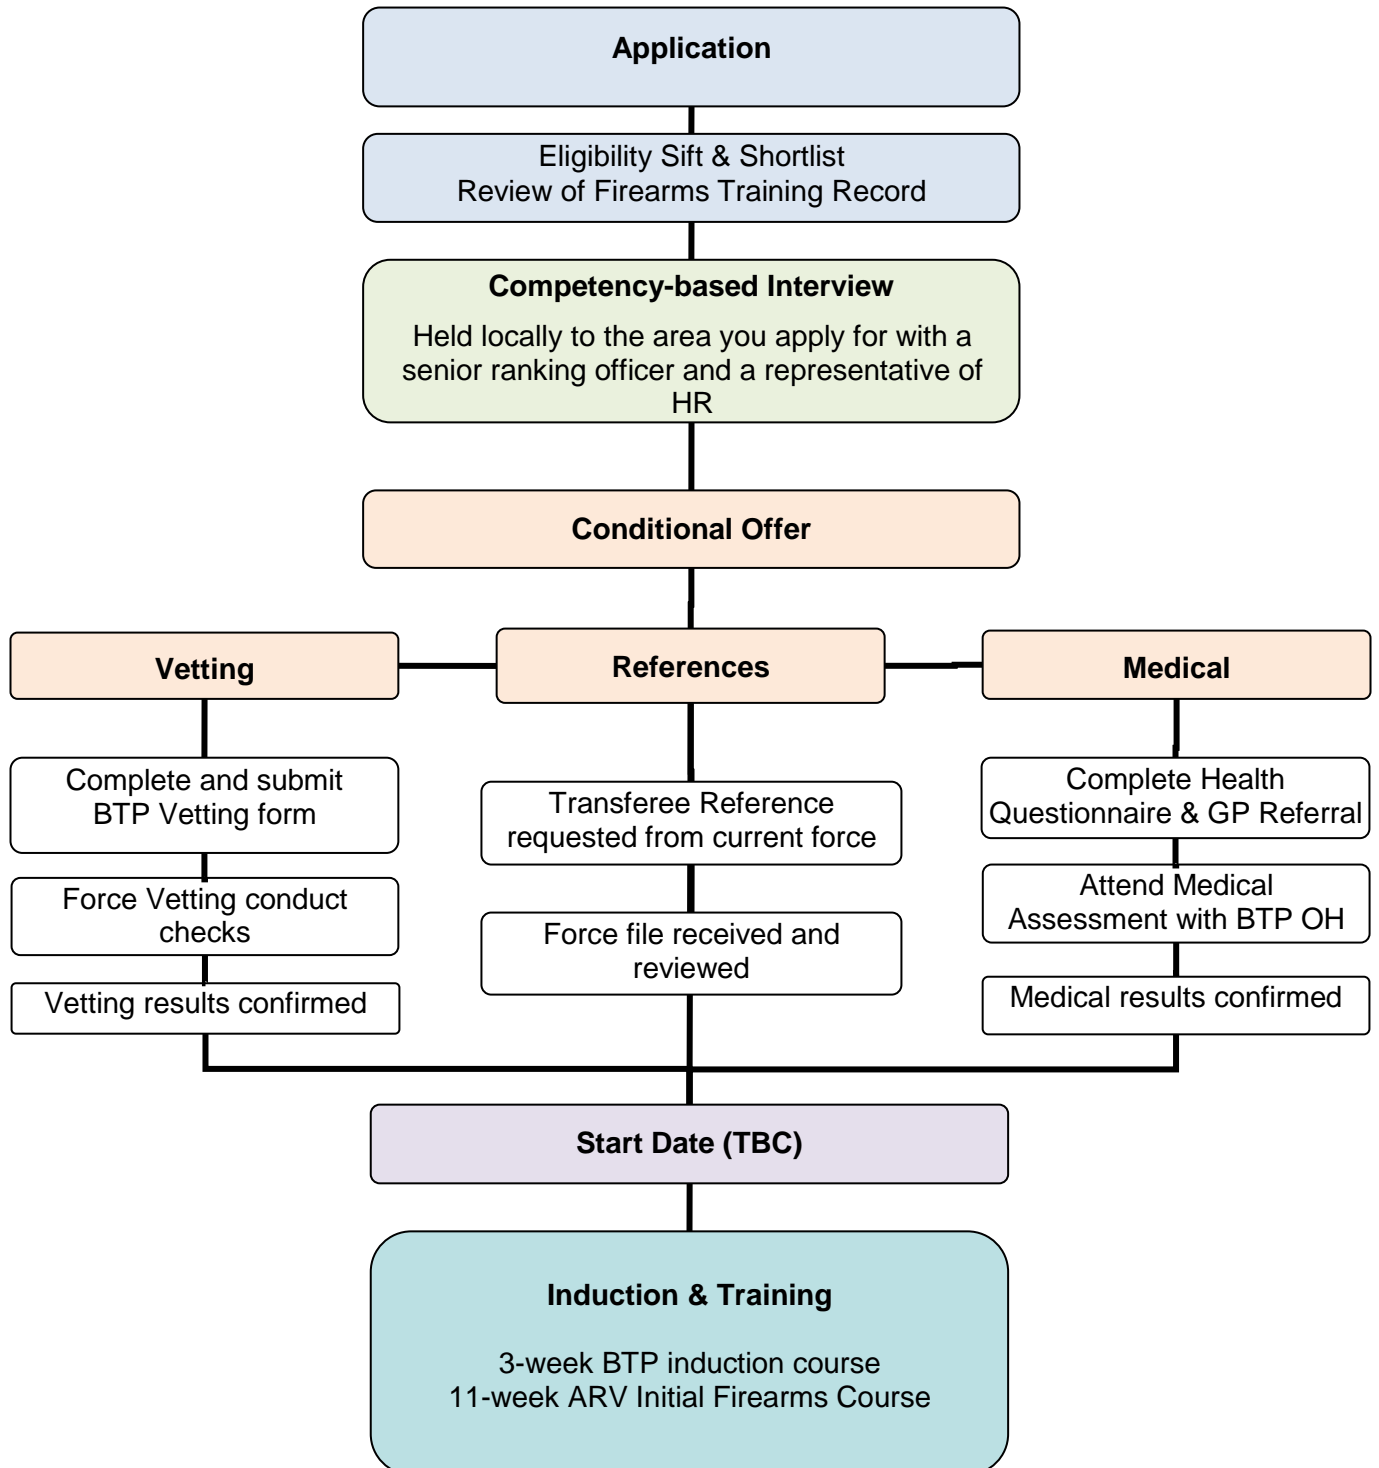 Application
Eligibility Sift & Shortlist
Review of Firearms Training Record
Competency-based Interview
Held locally to the area you apply for with a
senior ranking officer and a representative of
HR
Conditional Offer
Vetting
References
Medical
Complete and submit
BTP Vetting form
Force Vetting conduct
checks
Vetting results confirmed
Transferee Reference
requested from current force
Force file received and
reviewed
Complete Health
Questionnaire & GP Referral
Attend Medical
Assessment with BTP OH
Medical results confirmed
Start Date (TBC)
Induction & Training
3-week BTP induction course
11-week ARV Initial Firearms Course